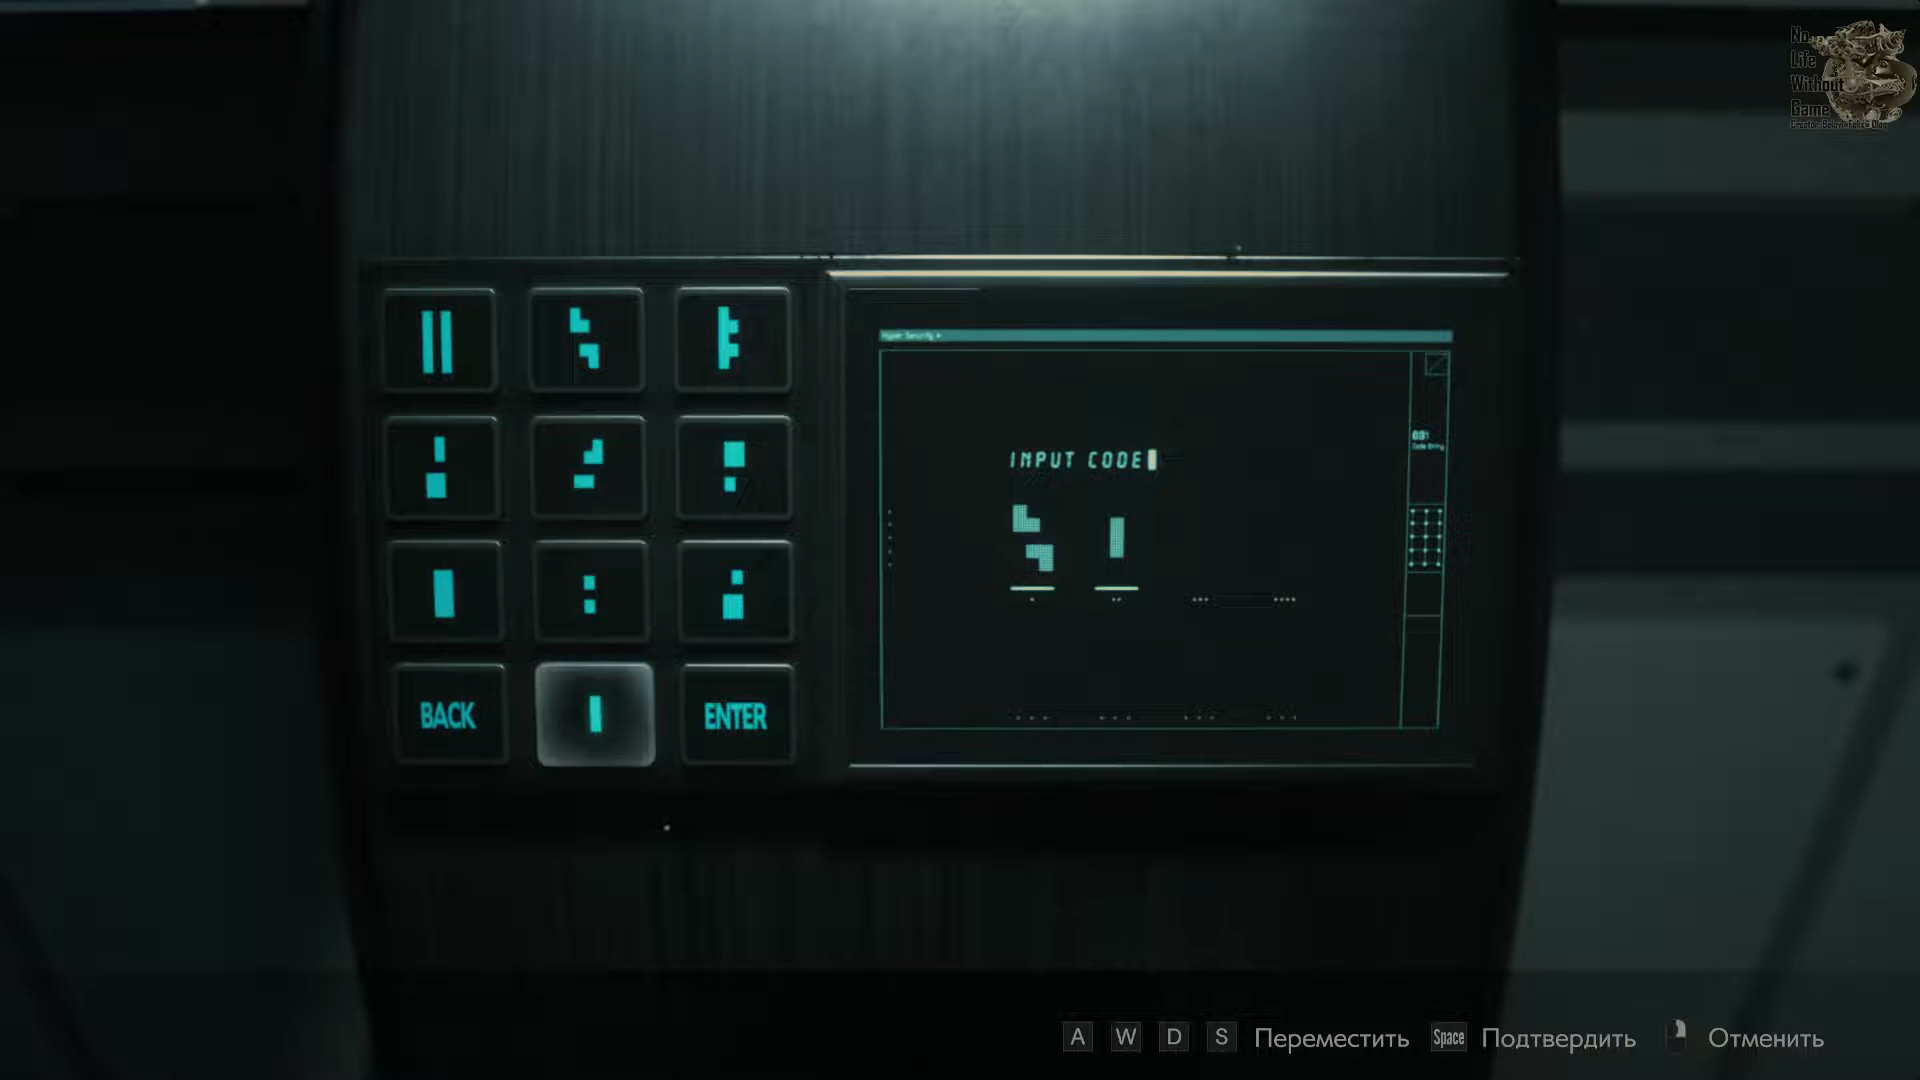 No
Life
Without
Game
INPUT CODE
BACK
ENTER
A W D S Переместить Space Подтвердить Отменить